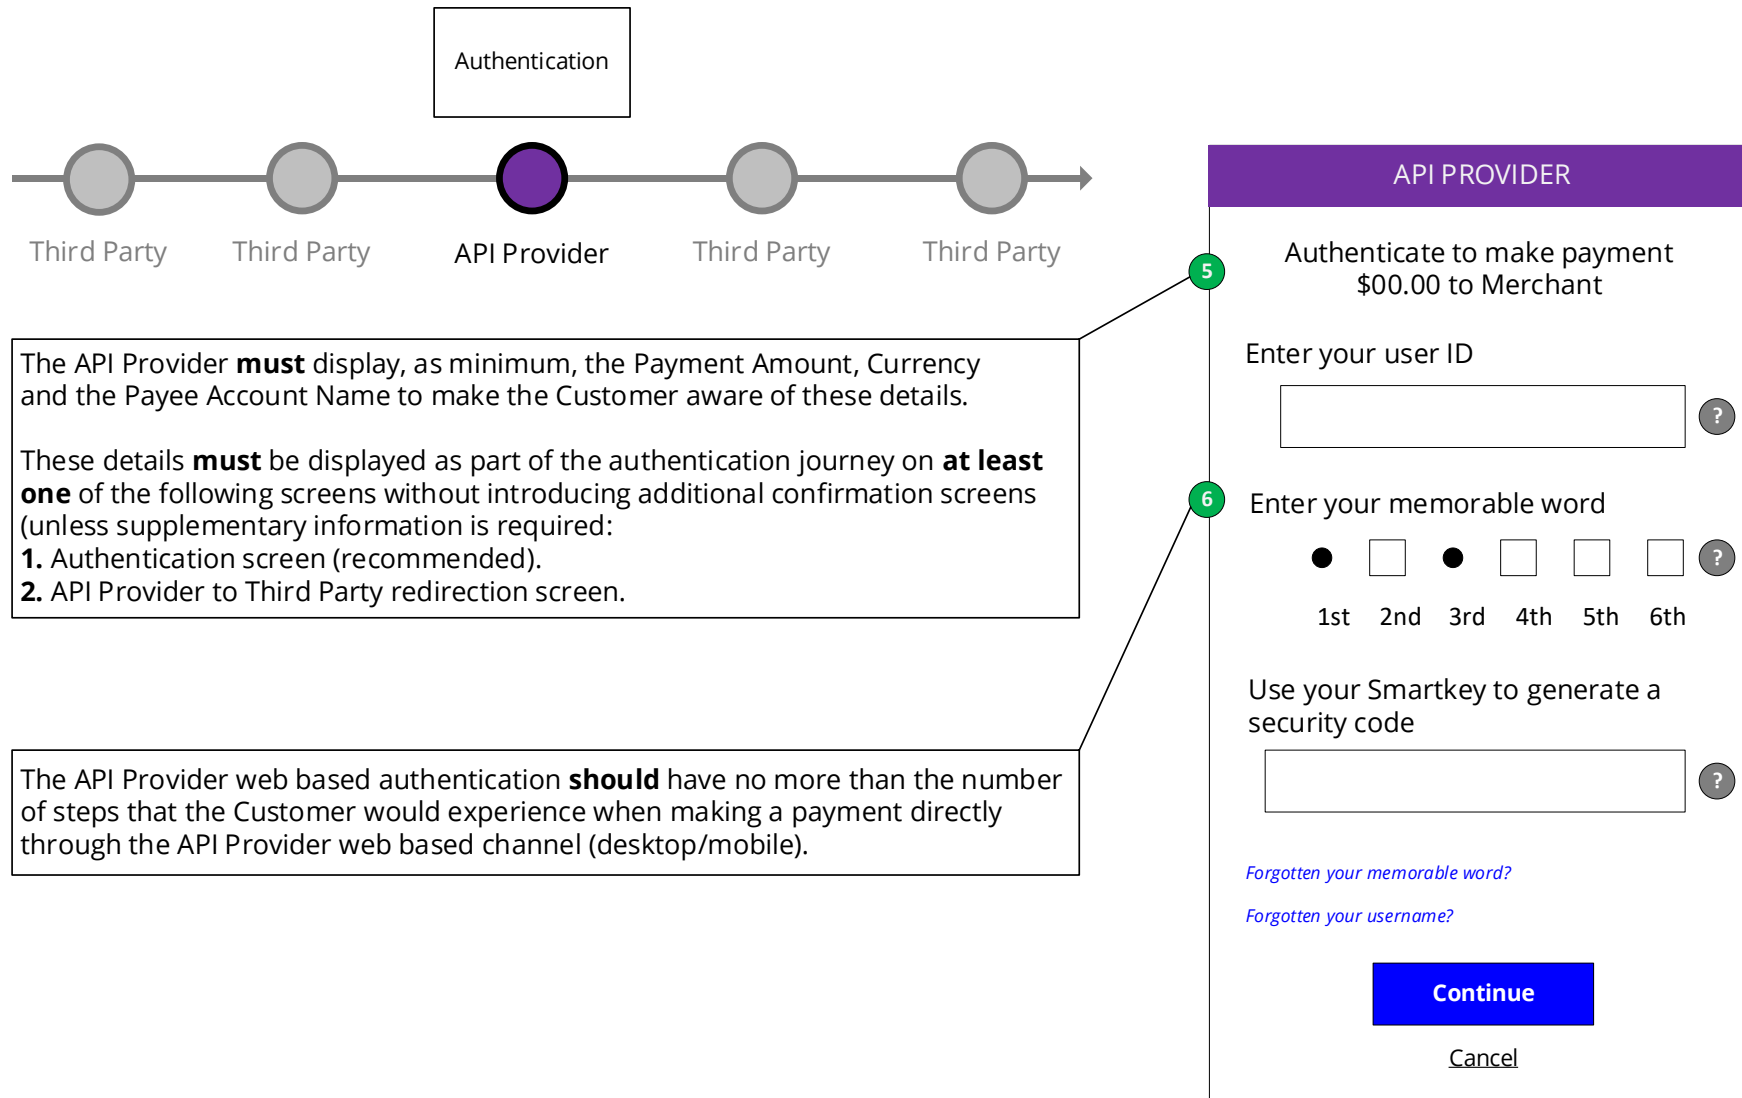 Authentication
Third Party
Third Party
API Provider
Third Party
Third Party
The API Provider must display, as minimum, the Payment Amount, Currency
and the Payee Account Name to make the Customer aware of these details.
These details must be displayed as part of the authentication journey on at least
one of the following screens without introducing additional confirmation screens
(unless supplementary information is required:
1. Authentication screen (recommended).
2. API Provider to Third Party redirection screen.
The API Provider web based authentication should have no more than the number
of steps that the Customer would experience when making a payment directly
through the API Provider web based channel (desktop/mobile).
API PROVIDER
5
Authenticate to make payment
$00.00 to Merchant
Enter your user ID
?
6
Enter your memorable word
?
1st 2nd 3rd 4th 5th 6th
Use your Smartkey to generate a
security code
?
Forgotten your memorable word?
Forgotten your username?
Continue
Cancel